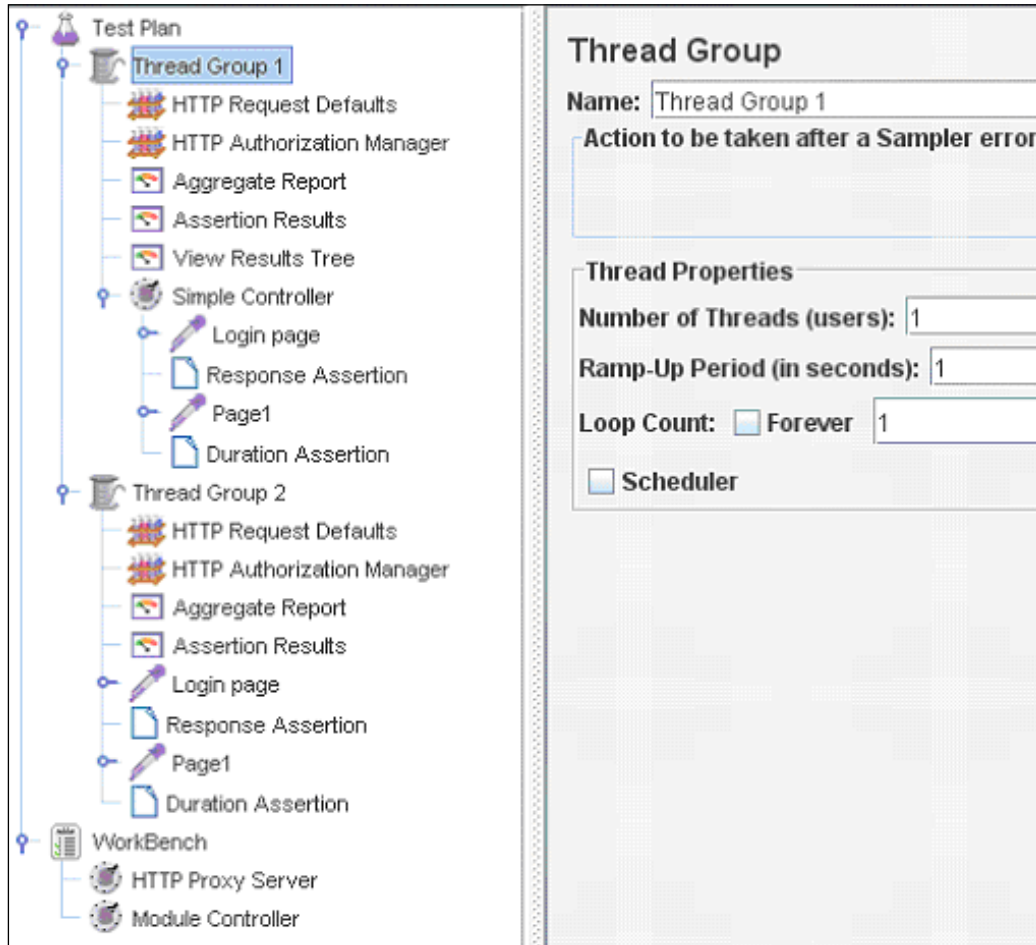 Test Plan
Thread Group 1
HTTP Request Defaults
HTTP Authorization Manager
Aggregate Report
Assertion Results
View Results Tree
Simple Controller
Login page
Response Assertion
Page1
Duration Assertion
Thread Group 2
HTTP Request Defaults
HTTP Authorization Manager
Aggregate Report
Assertion Results
Login page
Response Assertion
Page1
Duration Assertion
WorkBench
HTTP Proxy Server
Module Controller
Thread Group
Name: Thread Group 1
Action to be taken after a Sampler error
Thread Properties
Number of Threads (users): 1
Ramp-Up Period (in seconds): 1
Loop Count: Forever 1
Scheduler